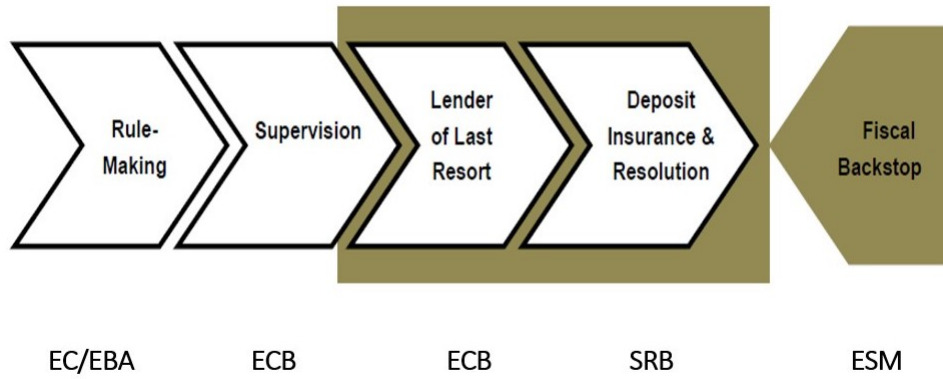 Rule-
Making
Supervision
Lender
of Last
Resort
Deposit
Insurance &
Resolution
Fiscal
Backstop
EC/EBA
ECB
ECB
SRB
ESM